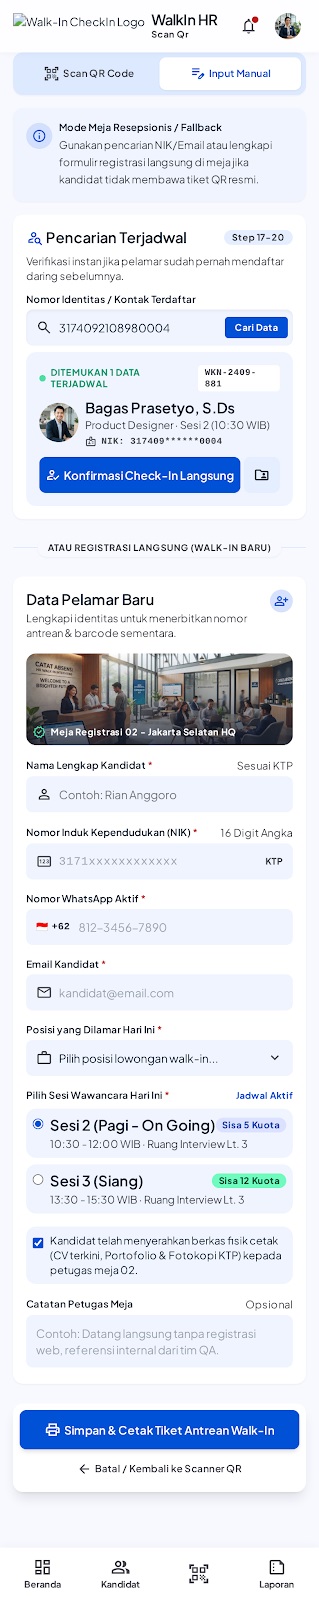 Walk-In CheckIn Logo
WalkIn HR
Scan Qr
Scan QR Code
Input Manual
Mode Meja Resepsionis / Fallback
Gunakan pencarian NIK/Email atau lengkapi
formulir registrasi langsung di meja jika
kandidat tidak membawa tiket QR resmi.
Pencarian Terjadwal
Step 17-20
Verifikasi instan jika pelamar sudah pernah mendaftar
daring sebelumnya.
Nomor Identitas / Kontak Terdaftar
3174092108980004
Cari Data
DITEMUKAN 1 DATA
TERJADWAL
WKN-2409-
881
Bagas Prasetyo, S.Ds
Product Designer · Sesi 2 (10:30 WIB)
NIK: 317409******0004
Konfirmasi Check-In Langsung
ATAU REGISTRASI LANGSUNG (WALK-IN BARU)
Data Pelamar Baru
Lengkapi identitas untuk menerbitkan nomor
antrean & barcode sementara.
CATAT ABSENSI
WELCOME TO A
BRIGHTER FUTURE
Meja Registrasi 02 - Jakarta Selatan HQ
Nama Lengkap Kandidat *
Sesuai KTP
Contoh: Rian Anggoro
Nomor Induk Kependudukan (NIK) *
16 Digit Angka
3171xxxxxxxxxxxx
KTP
Nomor WhatsApp Aktif *
+62
812-3456-7890
Email Kandidat *
kandidat@email.com
Posisi yang Dilamar Hari Ini *
Pilih posisi lowongan walk-in...
Pilih Sesi Wawancara Hari Ini *
Jadwal Aktif
Sesi 2 (Pagi - On Going)
Sisa 5 Kuota
10:30 - 12:00 WIB · Ruang Interview Lt. 3
Sesi 3 (Siang)
Sisa 12 Kuota
13:30 - 15:30 WIB · Ruang Interview Lt. 3
Kandidat telah menyerahkan berkas fisik cetak
(CV terkini, Portofolio & Fotokopi KTP) kepada
petugas meja 02.
Catatan Petugas Meja
Opsional
Contoh: Datang langsung tanpa registrasi
web, referensi internal dari tim QA.
Simpan & Cetak Tiket Antrean Walk-In
Batal / Kembali ke Scanner QR
Beranda
Kandidat
Laporan